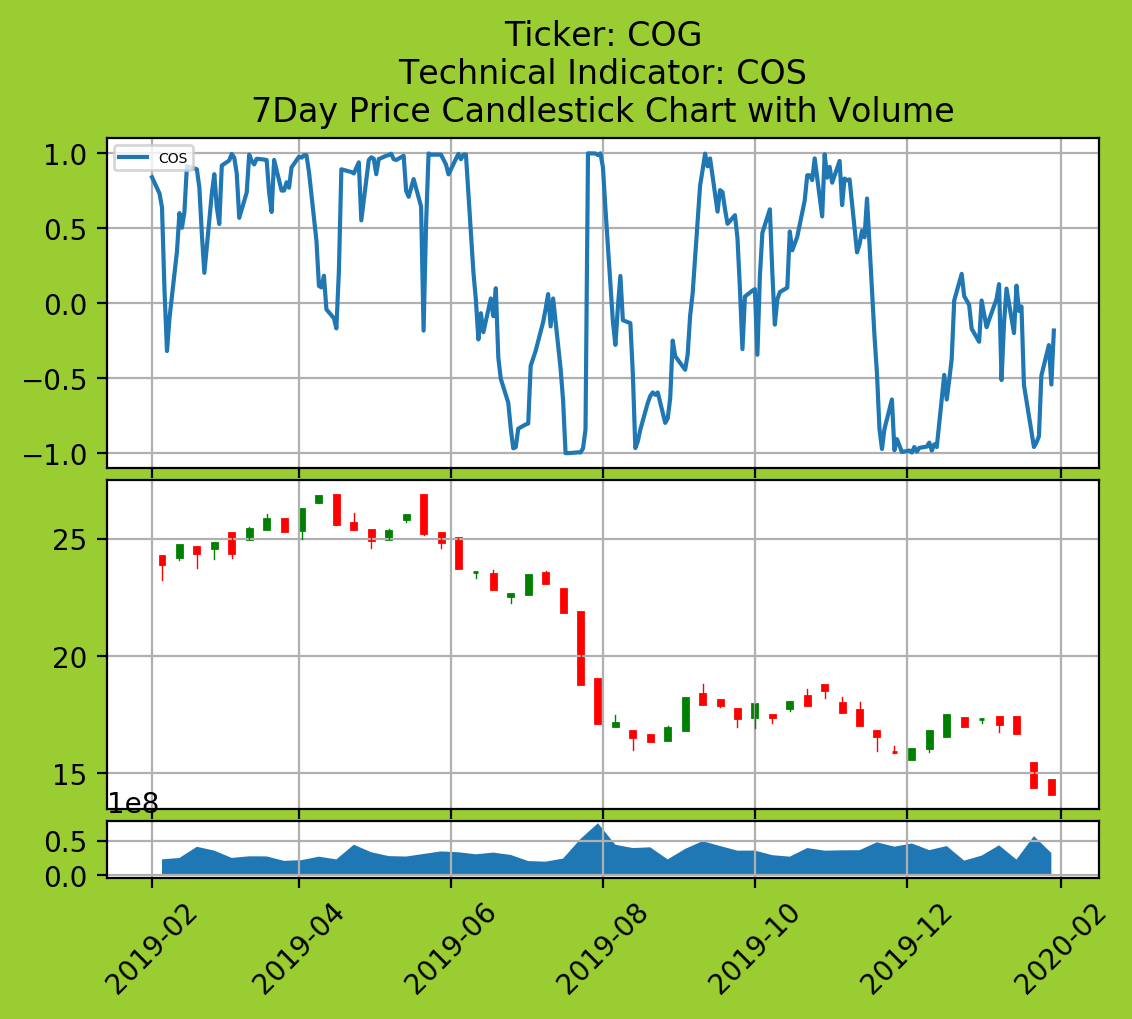 Ticker: COG
Technical Indicator: COS
7Day Price Candlestick Chart with Volume
COS
1.0
0.5
0.0
−0.5
−1.0
25
20
15
1e8
0.5
0.0
2019-02 2019-04 2019-06 2019-08 2019-10 2019-12 2020-02